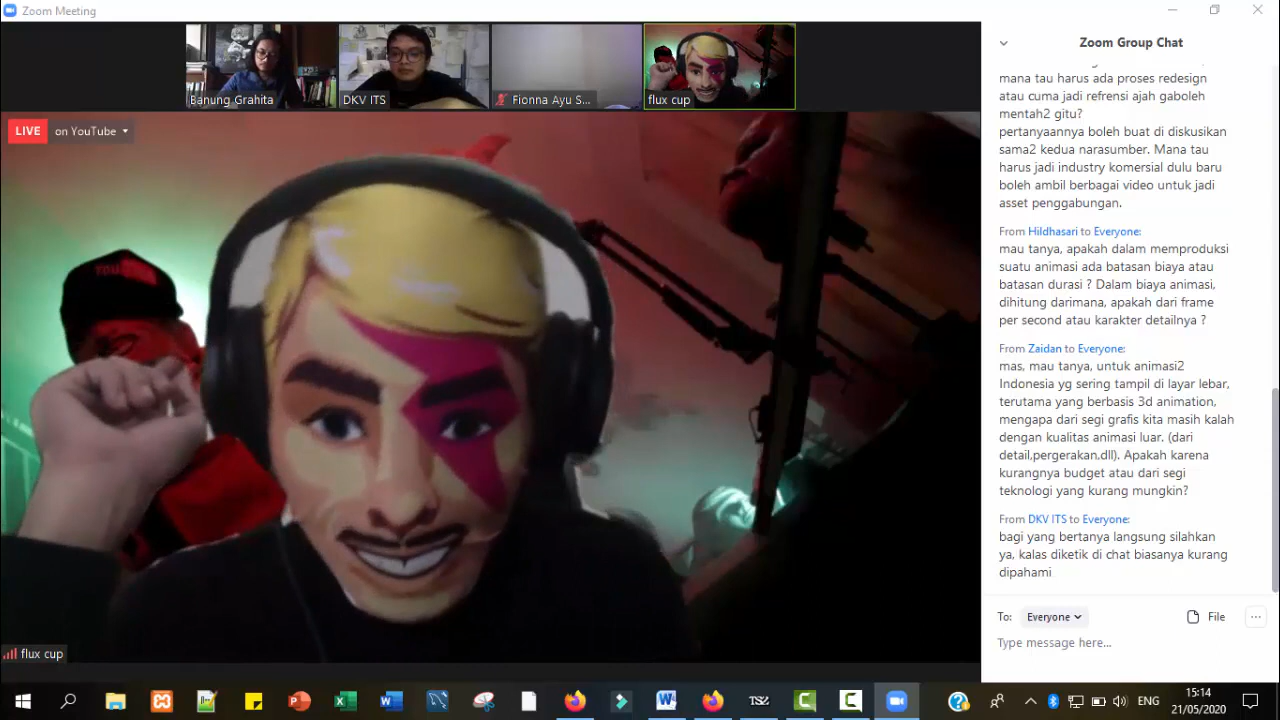 Zoom Meeting
Banung Grahita
DKV ITS
Fionna Ayu S...
flux cup
LIVE on YouTube
flux cup
Zoom Group Chat
mana tau harus ada proses redesign
atau cuma jadi refrensi ajah gaboleh
mentah2 gitu?
pertanyaannya boleh buat di diskusikan
sama2 kedua narasumber. Mana tau
harus jadi industry komersial dulu baru
boleh ambil berbagai video untuk jadi
asset penggabungan.
From Hildhasari to Everyone:
mau tanya, apakah dalam memproduksi
suatu animasi ada batasan biaya atau
batasan durasi ? Dalam biaya animasi,
dihitung darimana, apakah dari frame
per second atau karakter detailnya ?
From Zaidan to Everyone:
mas, mau tanya, untuk animasi2
Indonesia yg sering tampil di layar lebar,
terutama yang berbasis 3d animation,
mengapa dari segi grafis kita masih kalah
dengan kualitas animasi luar. (dari
detail,pergerakan,dll). Apakah karena
kurangnya budget atau dari segi
teknologi yang kurang mungkin?
From DKV ITS to Everyone:
bagi yang bertanya langsung silahkan
ya, kalas diketik di chat biasanya kurang
dipahami
To: Everyone File
Type message here...
TSZ
ENG
15:14
21/05/2020